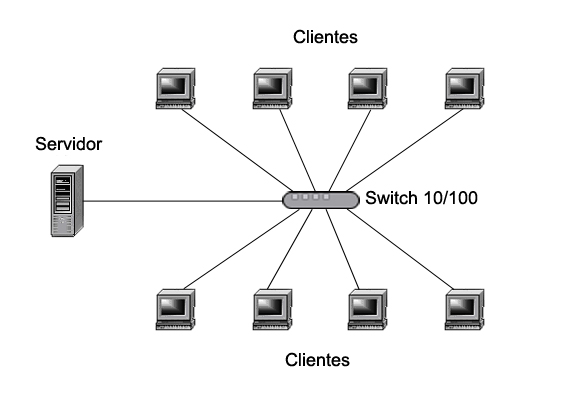 Clientes
Servidor
Switch 10/100
Clientes